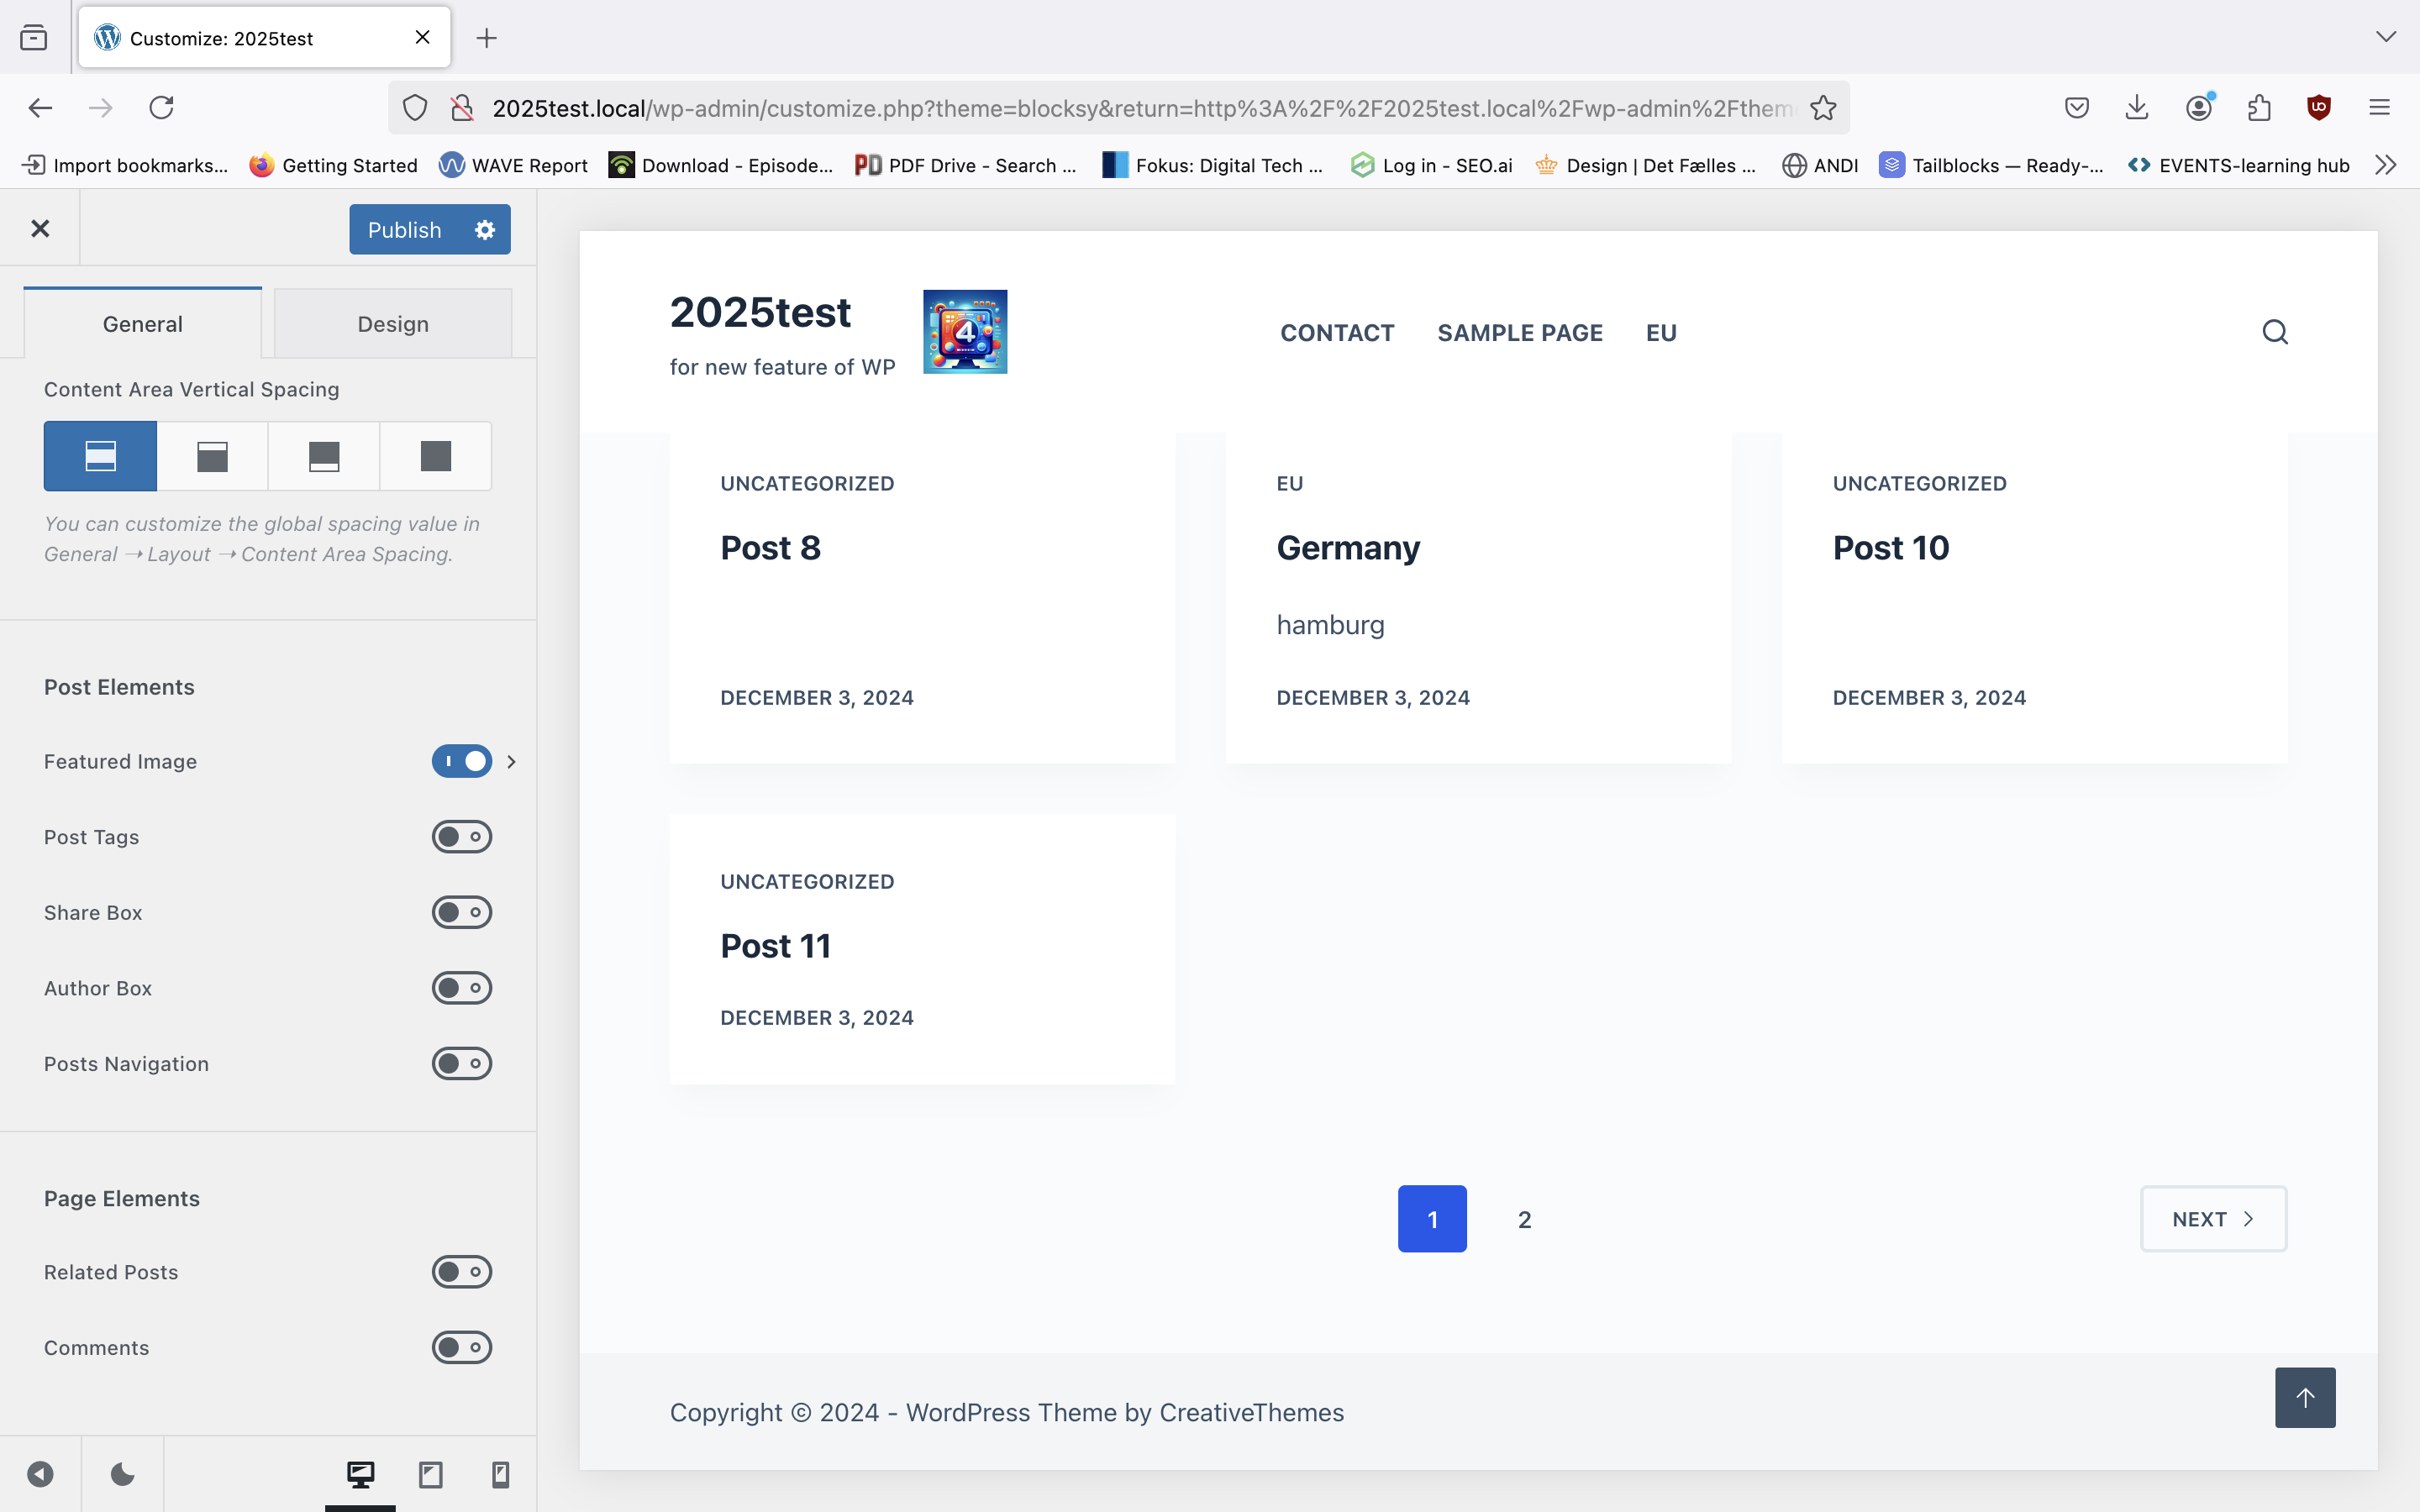 Customize: 2025test
2025test.local/wp-admin/customize.php?theme=blocksy&return=http%3A%2F%2F2025test.local%2Fwp-admin%2Fthem
Import bookmarks...
Getting Started
WAVE Report
Download - Episode...
PDF Drive - Search ...
Fokus: Digital Tech ...
Log in - SEO.ai
Design | Det Fælles ...
ANDI
Tailblocks — Ready-...
EVENTS-learning hub
Publish
General
Design
Content Area Vertical Spacing
You can customize the global spacing value in
General ➝ Layout ➝ Content Area Spacing.
Post Elements
Featured Image
Post Tags
Share Box
Author Box
Posts Navigation
Page Elements
Related Posts
Comments
2025test
for new feature of WP
4
CONTACT
SAMPLE PAGE
EU
UNCATEGORIZED
Post 8
DECEMBER 3, 2024
EU
Germany
hamburg
DECEMBER 3, 2024
UNCATEGORIZED
Post 10
DECEMBER 3, 2024
UNCATEGORIZED
Post 11
DECEMBER 3, 2024
1
2
NEXT
Copyright © 2024 - WordPress Theme by CreativeThemes